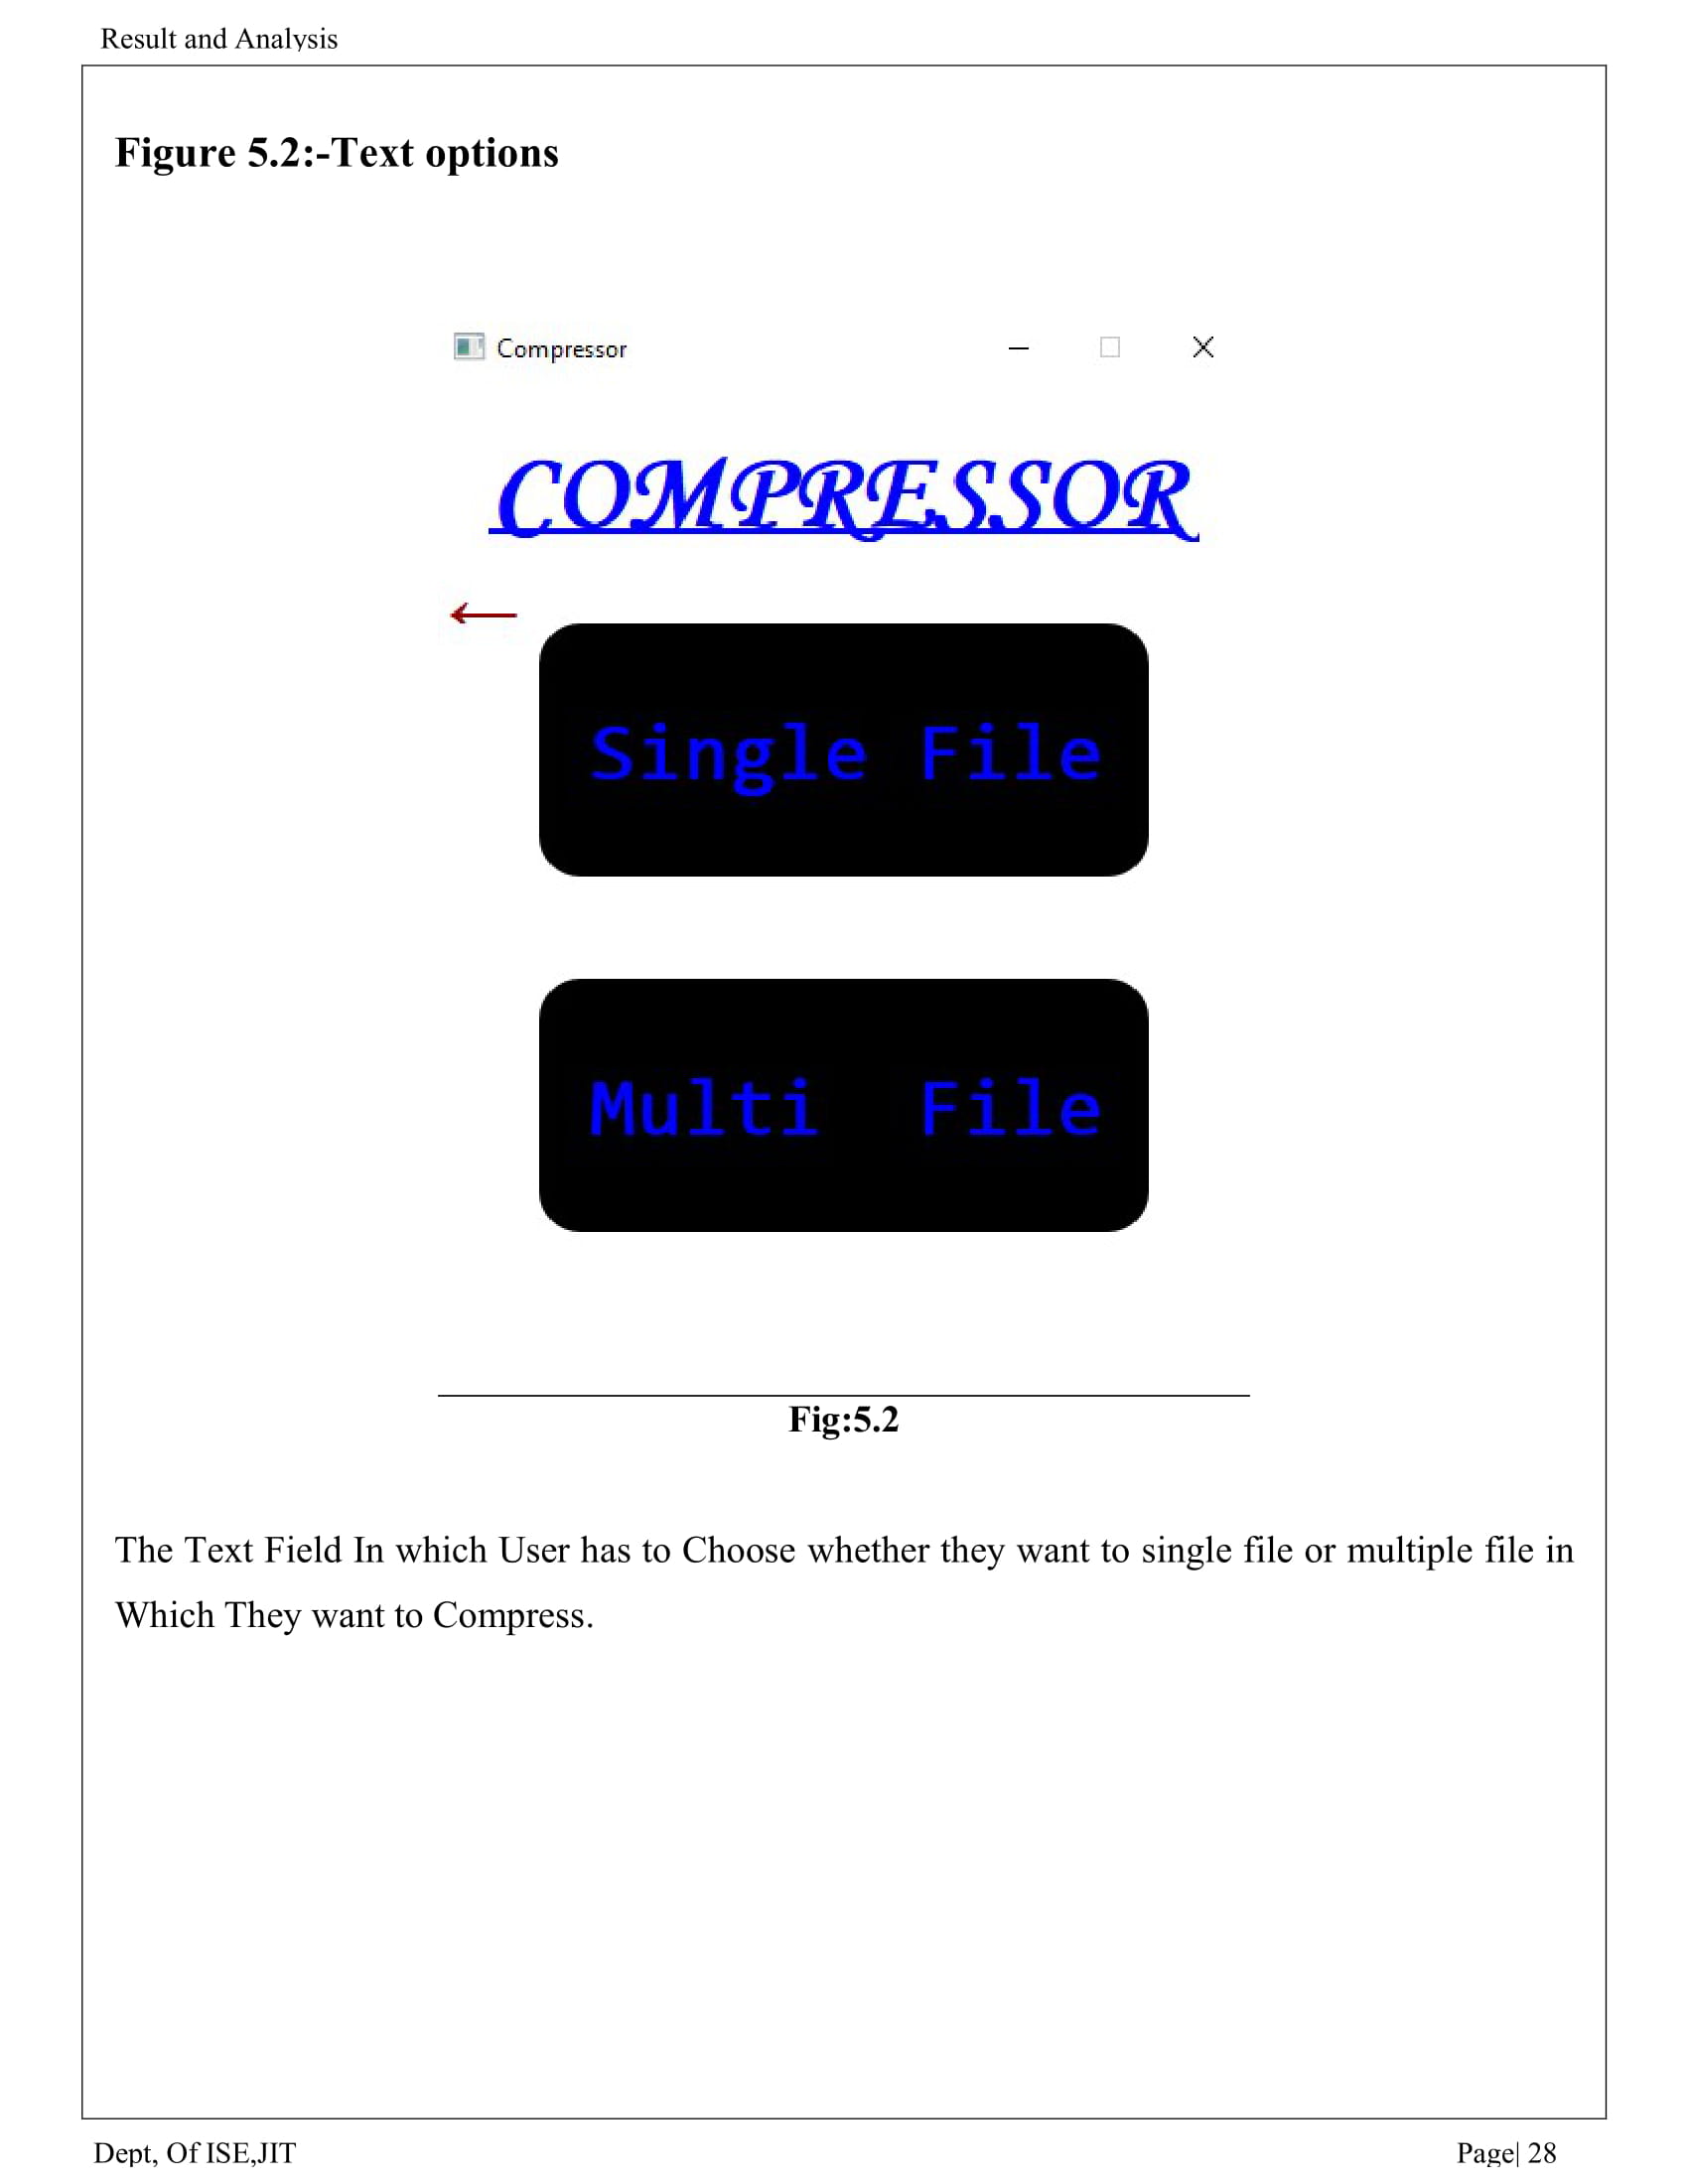 Result and Analysis
Figure 5.2:-Text options
Compressor
COMPRESSOR
Single File
Multi File
Fig:5.2
The Text Field In which User has to Choose whether they want to single file or multiple file in
Which They want to Compress.
Dept, Of ISE,JIT
Page| 28